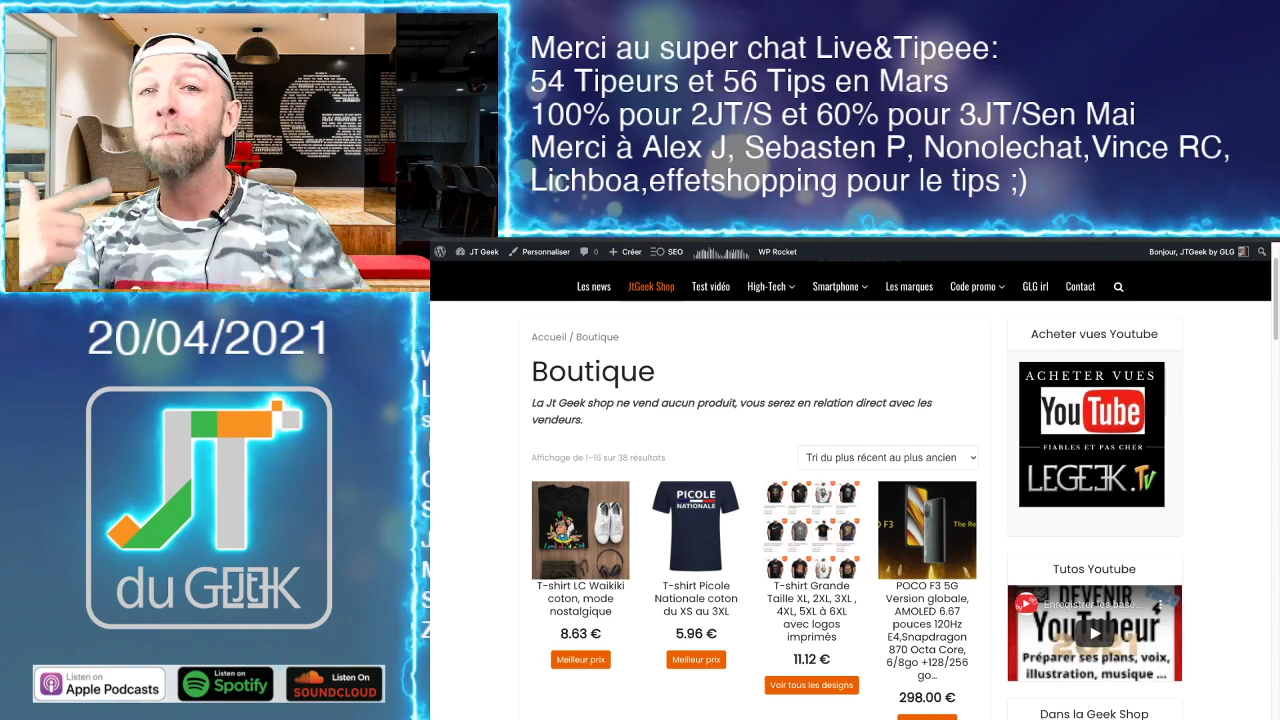 Merci au super chat Live&Tipeee:
54 Tipeurs et 56 Tips en Mars
100% pour 2JT/S et 60% pour 3JT/Sen Mai
Merci à Alex J, Sebasten P, Nonolechat,Vince RC,
Lichboa,effetshopping pour le tips ;)
20/04/2021
JT
du GEEK
Listen on
Apple Podcasts
Listen on
Spotify
Listen On
SOUNDCLOUD
JT Geek Personnaliser 0 Créer SEO WP Rocket Bonjour, JTGeek by GLG
Les news JtGeek Shop Test vidéo High-Tech Smartphone Les marques Code promo GLG irl Contact
Accueil / Boutique
Boutique
La Jt Geek shop ne vend aucun produit, vous serez en relation direct avec les
vendeurs.
Affichage de 1–16 sur 38 résultats
Tri du plus récent au plus ancien
PICOLE
NATIONALE
T-shirt LC Waikiki
coton, mode
nostalgique
8.63 €
Meilleur prix
T-shirt Picole
Nationale coton
du XS au 3XL
5.96 €
Meilleur prix
T-shirt Grande
Taille XL, 2XL, 3XL ,
4XL, 5XL à 6XL
avec logos
imprimés
11.12 €
Voir tous les designs
F3
The Re
POCO F3 5G
Version globale,
AMOLED 6.67
pouces 120Hz
E4,Snapdragon
870 Octa Core,
6/8go +128/256
go...
298.00 €
Acheter vues Youtube
ACHETER VUES
YouTube
FIABLES ET PAS CHER
LEGEEK.Tv
Tutos Youtube
Enregistrer les base...
DEVENIR
YouTubeur
2021
Préparer ses plans, voix,
illustration, musique ...
Dans la Geek Shop